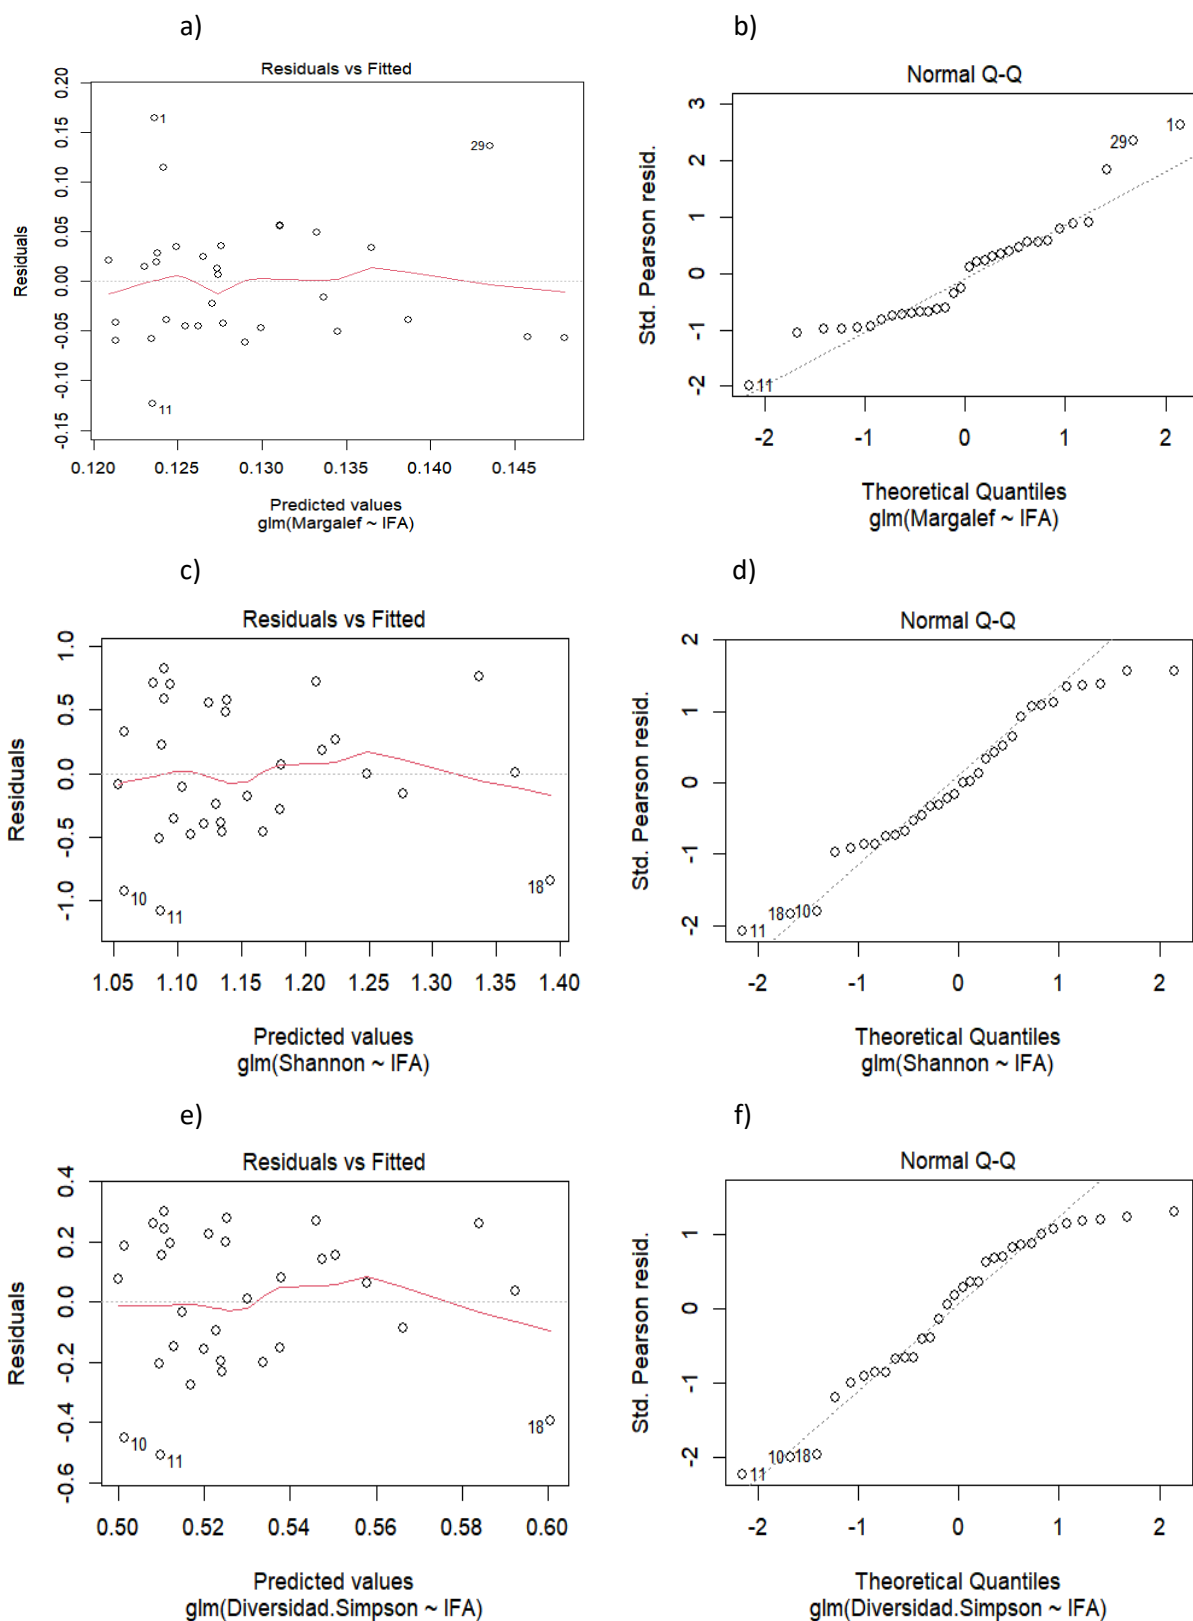 a)
Residuals vs Fitted
Residuals
0.20
0.15
0.10
0.05
0.00
-0.05
-0.10
-0.15
1
29
11
0.120 0.125 0.130 0.135 0.140 0.145
Predicted values
glm(Margalef ~ IFA)
b)
Normal Q-Q
Std. Pearson resid.
3
2
1
0
-1
-2
1
29
11
-2 -1 0 1 2
Theoretical Quantiles
glm(Margalef ~ IFA)
c)
Residuals vs Fitted
Residuals
1.0
0.5
0.0
-0.5
-1.0
10
11
18
1.05 1.10 1.15 1.20 1.25 1.30 1.35 1.40
Predicted values
glm(Shannon ~ IFA)
d)
Normal Q-Q
Std. Pearson resid.
2
1
0
-1
-2
11
18
10
-2 -1 0 1 2
Theoretical Quantiles
glm(Shannon ~ IFA)
e)
Residuals vs Fitted
Residuals
0.4
0.2
0.0
-0.2
-0.4
-0.6
10
11
18
0.50 0.52 0.54 0.56 0.58 0.60
Predicted values
glm(Diversidad.Simpson ~ IFA)
f)
Normal Q-Q
Std. Pearson resid.
1
0
-1
-2
11
10
18
-2 -1 0 1 2
Theoretical Quantiles
glm(Diversidad.Simpson ~ IFA)